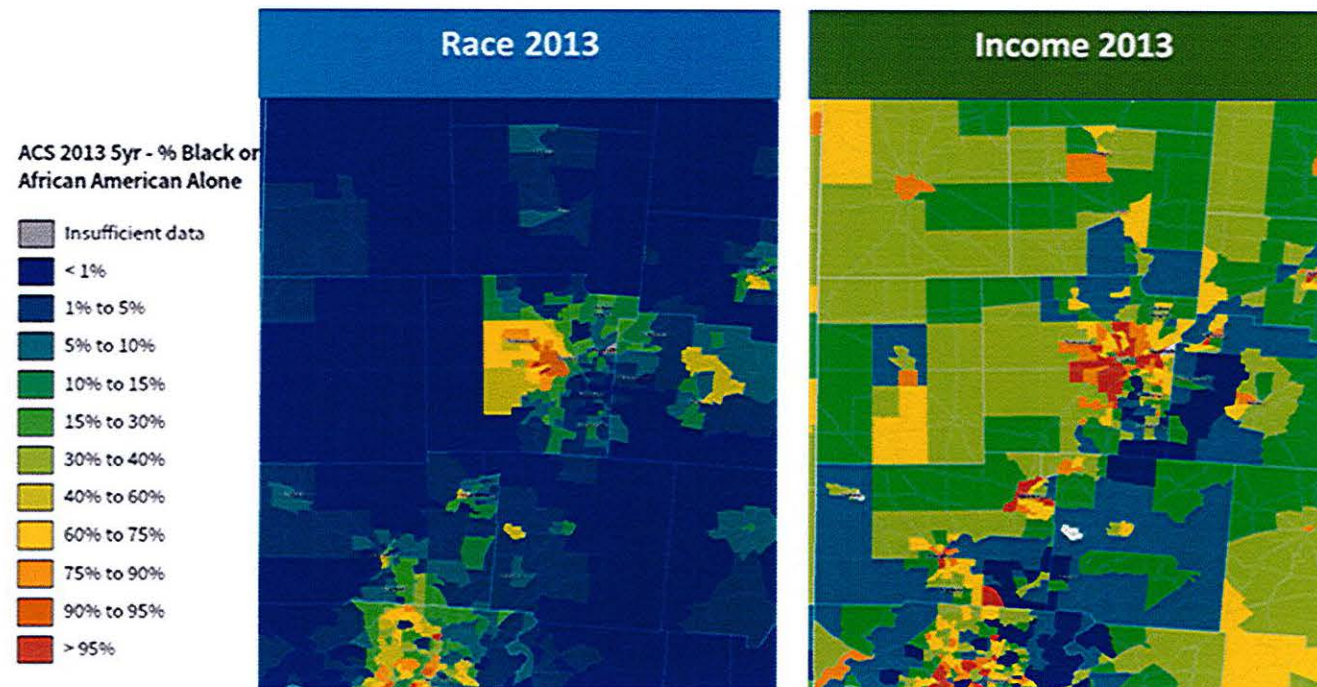 Race 2013
Income 2013
ACS 2013 5yr - % Black or
African American Alone
Insufficient data
< 1%
1% to 5%
5% to 10%
10% to 15%
15% to 30%
30% to 40%
40% to 60%
60% to 75%
75% to 90%
90% to 95%
> 95%